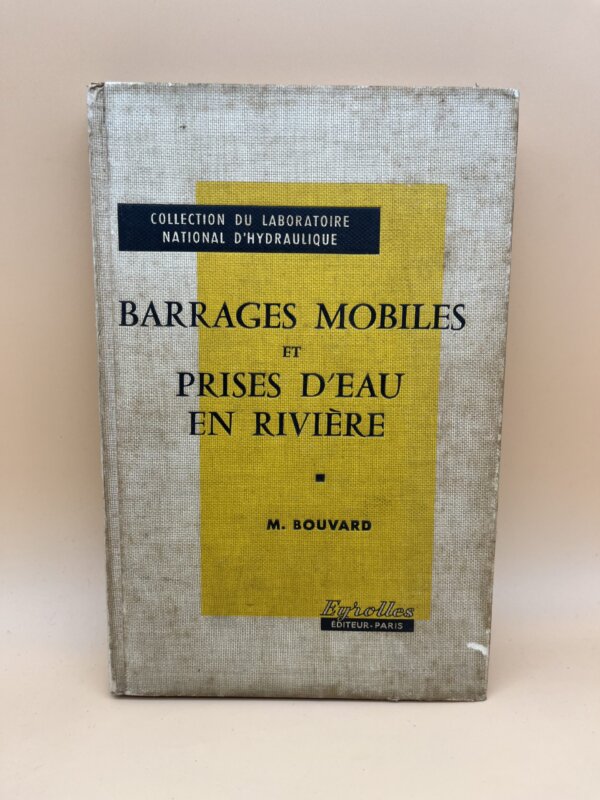 COLLECTION DU LABORATOIRE
NATIONAL D'HYDRAULIQUE
BARRAGES MOBILES
ET
PRISES D'EAU
EN RIVIÈRE
M. BOUVARD
Eyrolles
ÉDITEUR-PARIS